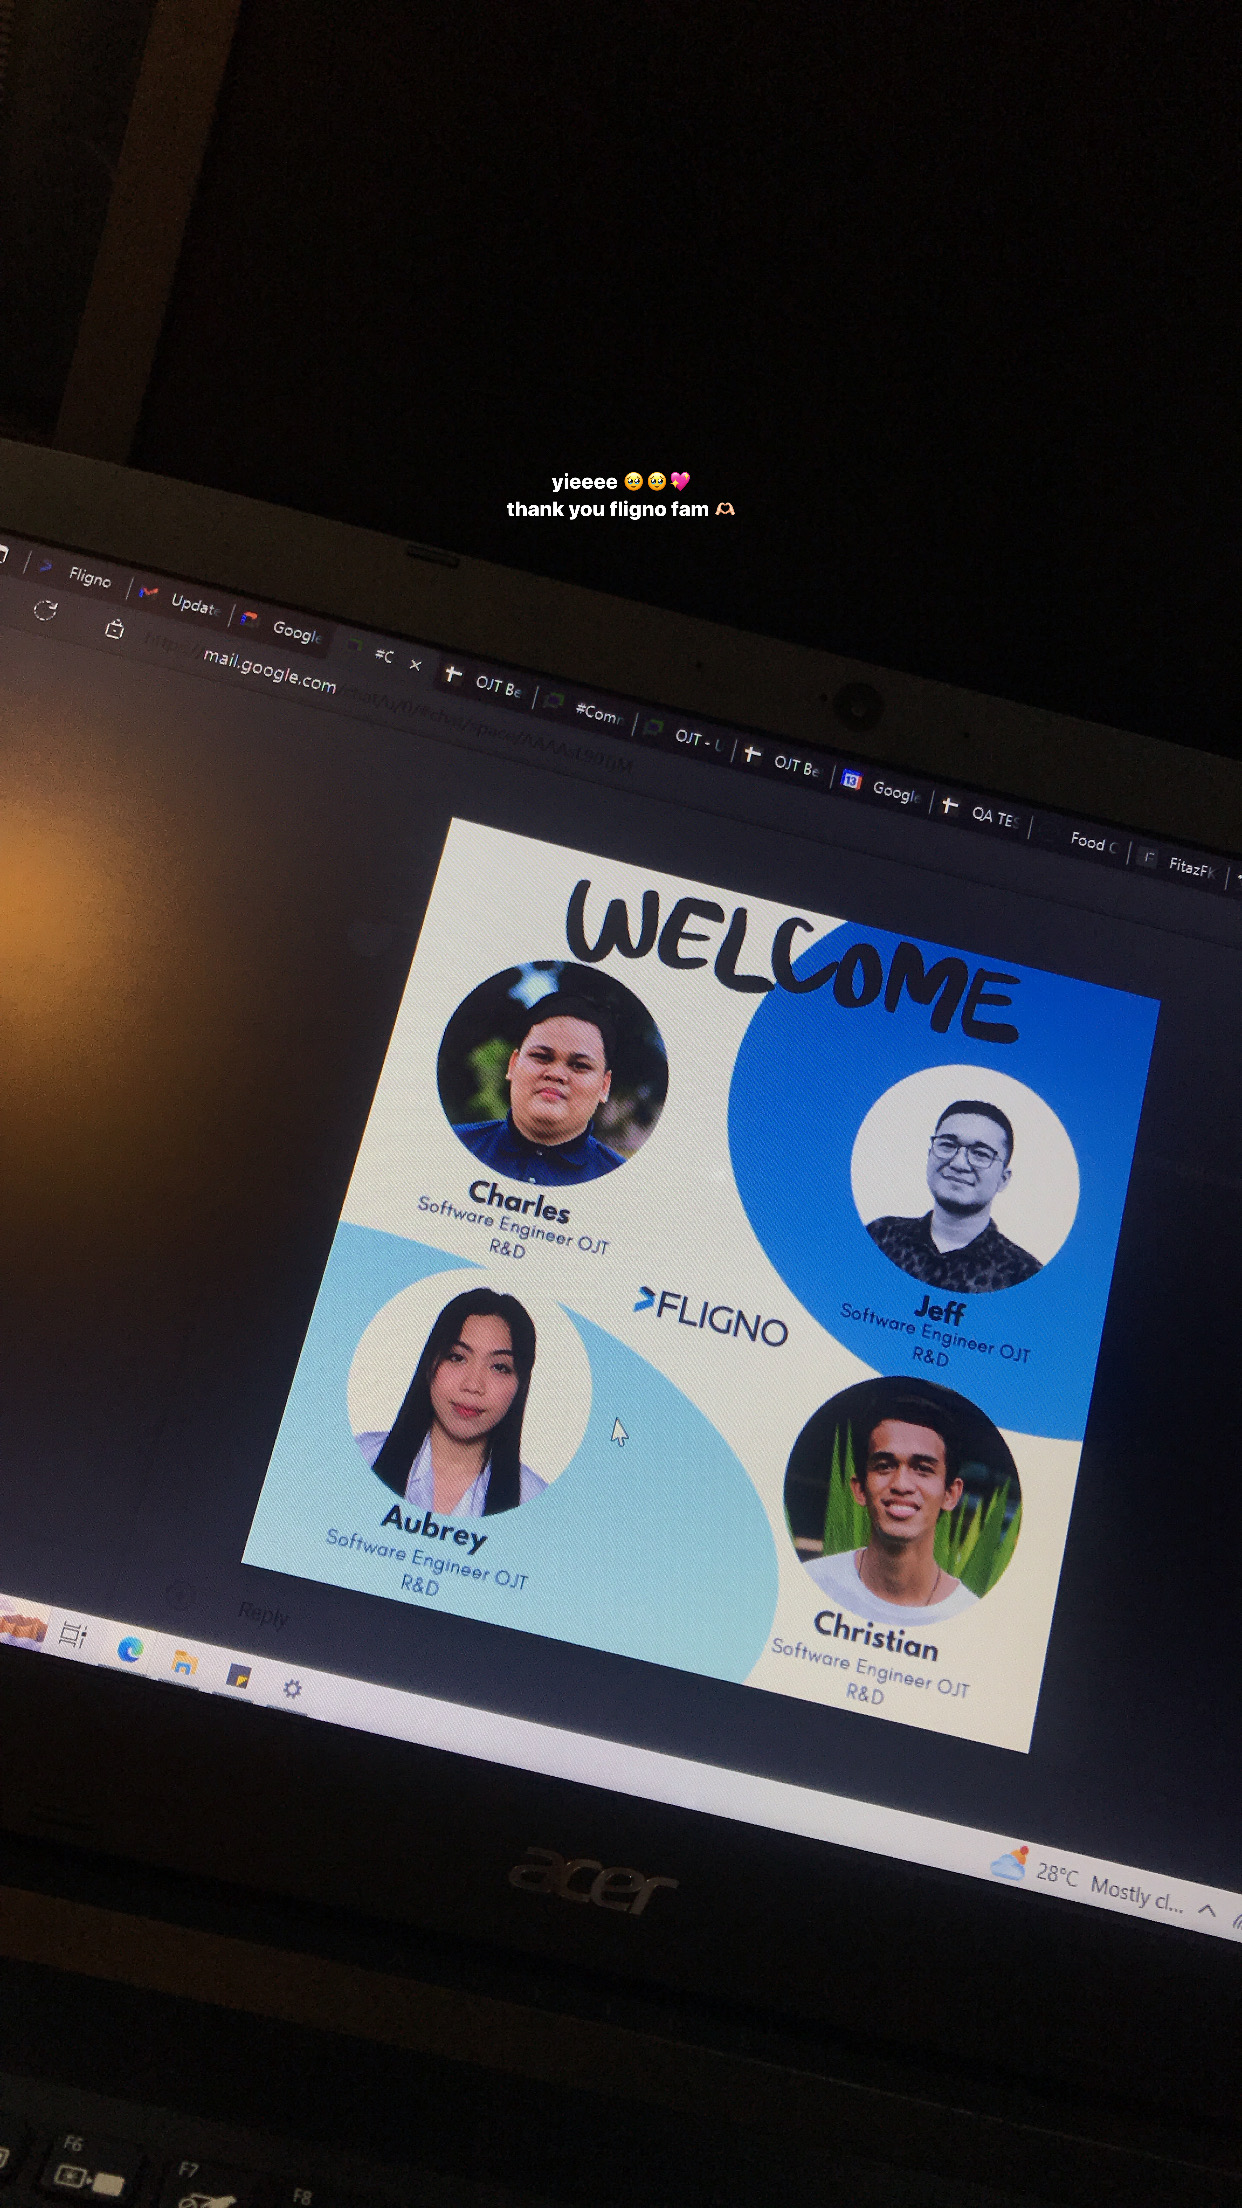 yieeee 🥹🥹💖
thank you fligno fam 🫶🏻
Fligno
Update
Google
#C
OJT Be
#Comm
OJT - U
OJT Be
13
Google
QA TES
Food C
FitazFK
mail.google.com
WELCOME
Charles
Software Engineer OJT
R&D
Jeff
Software Engineer OJT
R&D
FLIGNO
Aubrey
Software Engineer OJT
R&D
Christian
Software Engineer OJT
R&D
Reply
28°C Mostly cl...
acer
F6
F7
F8